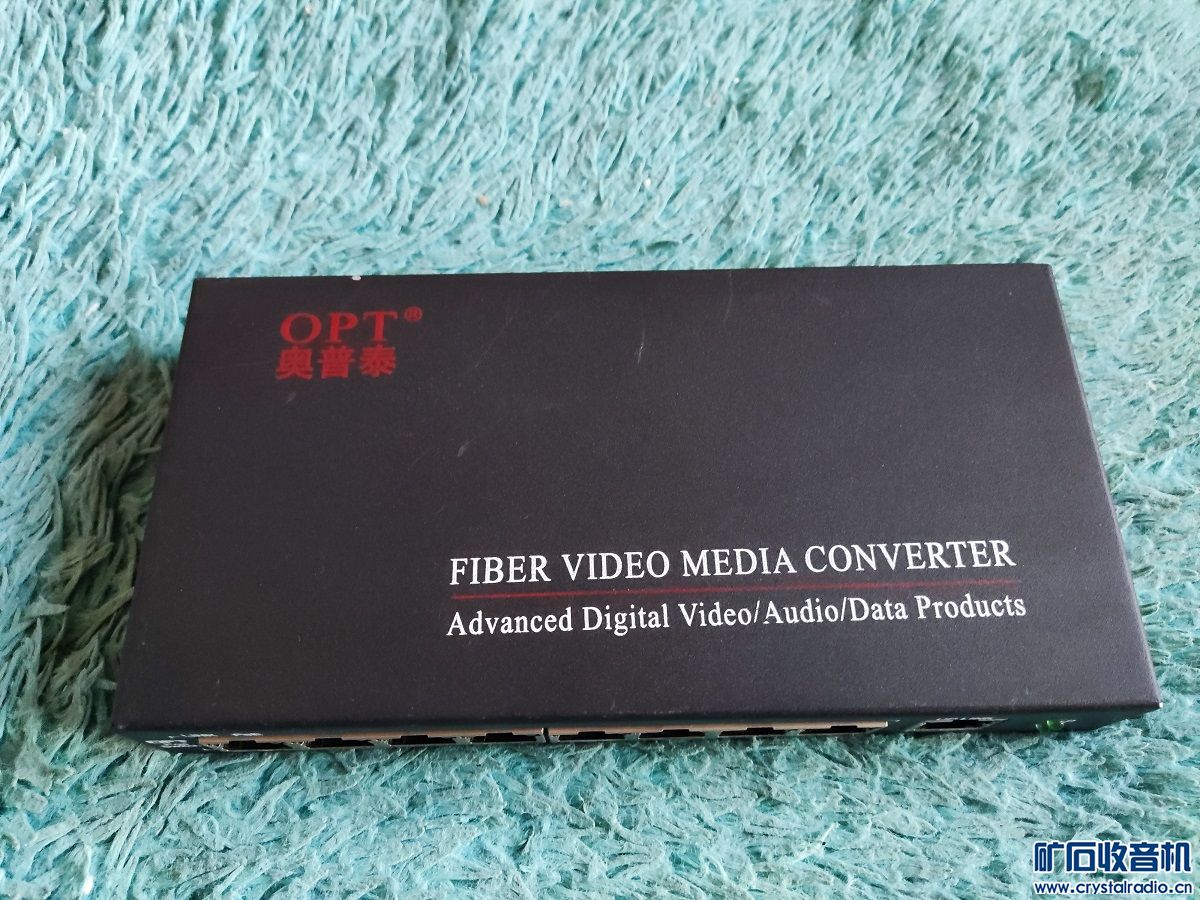 OPT®
奥普泰
FIBER VIDEO MEDIA CONVERTER
Advanced Digital Video/Audio/Data Products
矿石收音机
www.crystalradio.cn